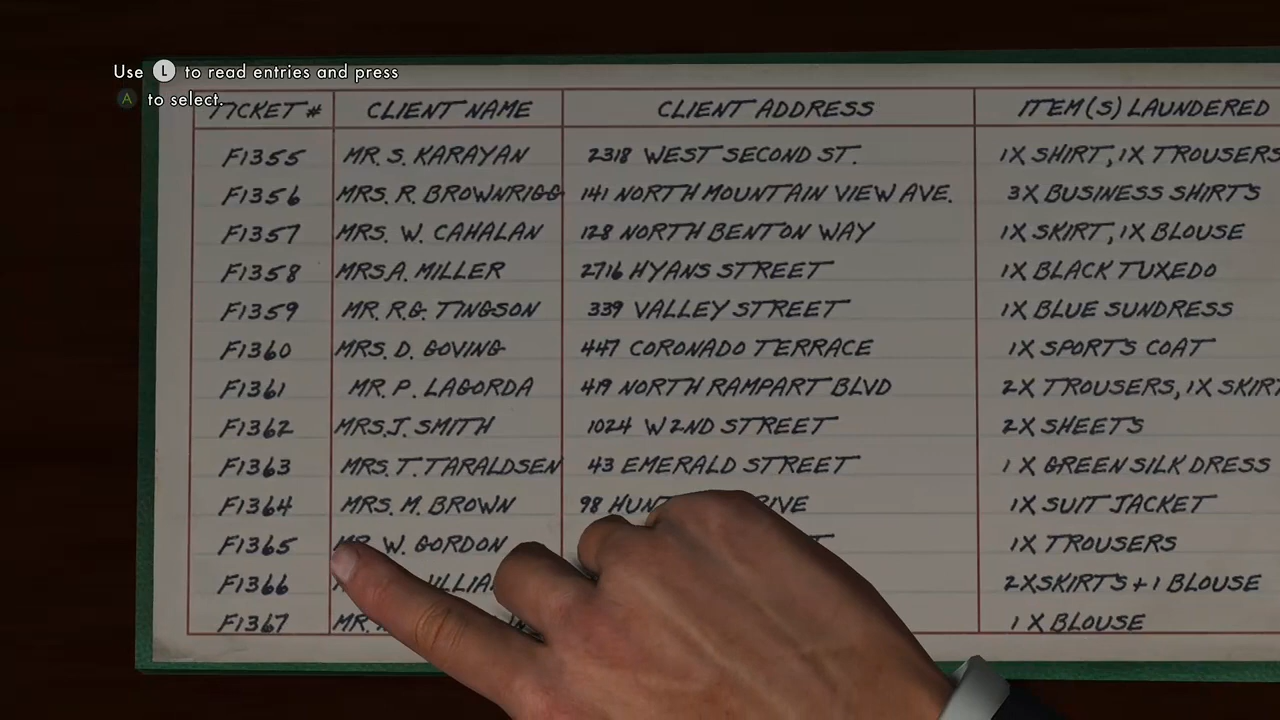 Use L to read entries and press
A to select.
TICKET # CLIENT NAME CLIENT ADDRESS ITEM(S) LAUNDERED
F1355 MR. S. KARAYAN 2318 WEST SECOND ST. 1X SHIRT, 1X TROUSERS
F1356 MRS. R. BROWNRIGG 141 NORTH MOUNTAIN VIEW AVE. 3X BUSINESS SHIRTS
F1357 MRS. W. CAHALAN 128 NORTH BENTON WAY 1X SKIRT, 1X BLOUSE
F1358 MRS A. MILLER 2716 HYANS STREET 1X BLACK TUXEDO
F1359 MR. R.G. TINGSON 339 VALLEY STREET 1X BLUE SUNDRESS
F1360 MRS. D. GOVING 447 CORONADO TERRACE 1X SPORTS COAT
F1361 MR. P. LAGORDA 419 NORTH RAMPART BLVD 2X TROUSERS, 1X SKIRT
F1362 MRS. J. SMITH 1024 W 2ND STREET 2X SHEETS
F1363 MRS. T. TARALDSEN 43 EMERALD STREET 1 X GREEN SILK DRESS
F1364 MRS. M. BROWN 98 1X SUIT JACKET
F1365 MR. W. GORDON 1X TROUSERS
F1366 2X SKIRTS + 1 BLOUSE
F1367 MR. 1 X BLOUSE